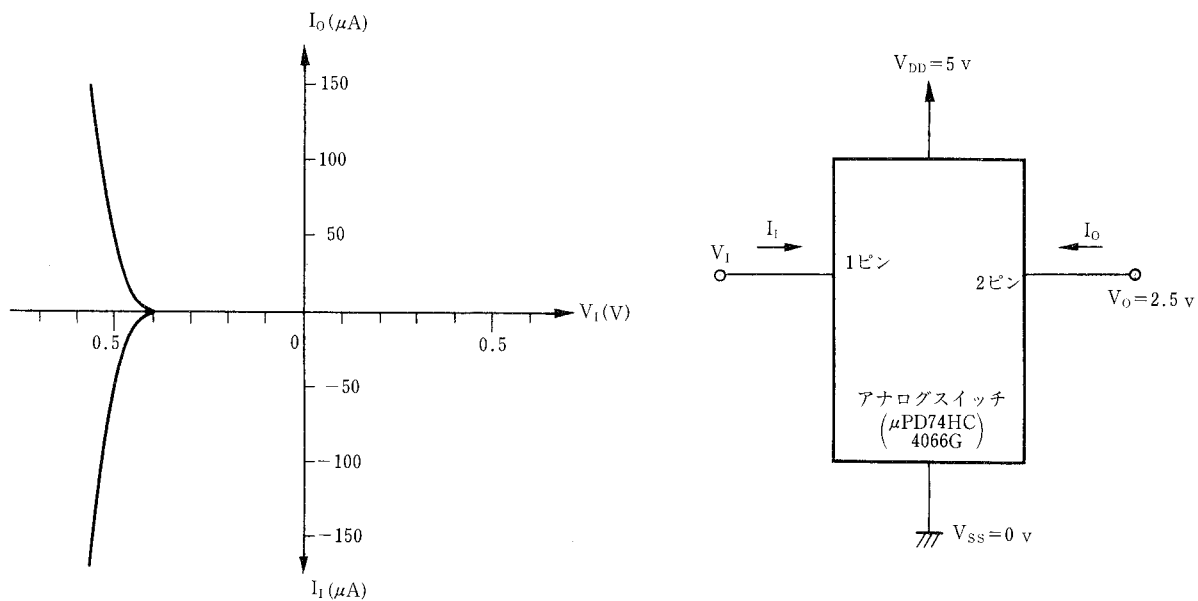 I_O(μA)
150
100
50
V_I(V)
0.5
0
0.5
−50
−100
−150
I_I(μA)
V_DD=5 v
I_I
V_I
1ピン
I_O
2ピン
V_O=2.5 v
アナログスイッチ
(μPD74HC
4066G)
V_SS=0 v